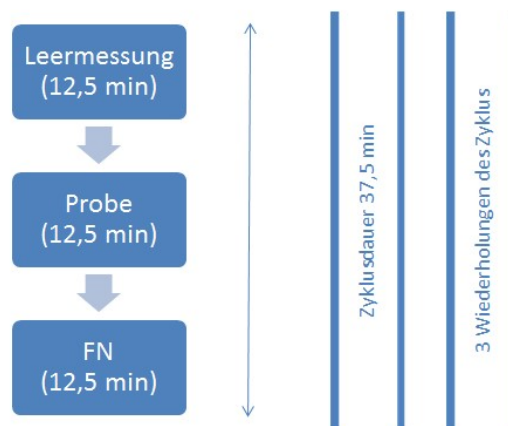 Leermessung
(12,5 min)
Probe
(12,5 min)
FN
(12,5 min)
Zyklusdauer 37,5 min
3 Wiederholungen des Zyklus